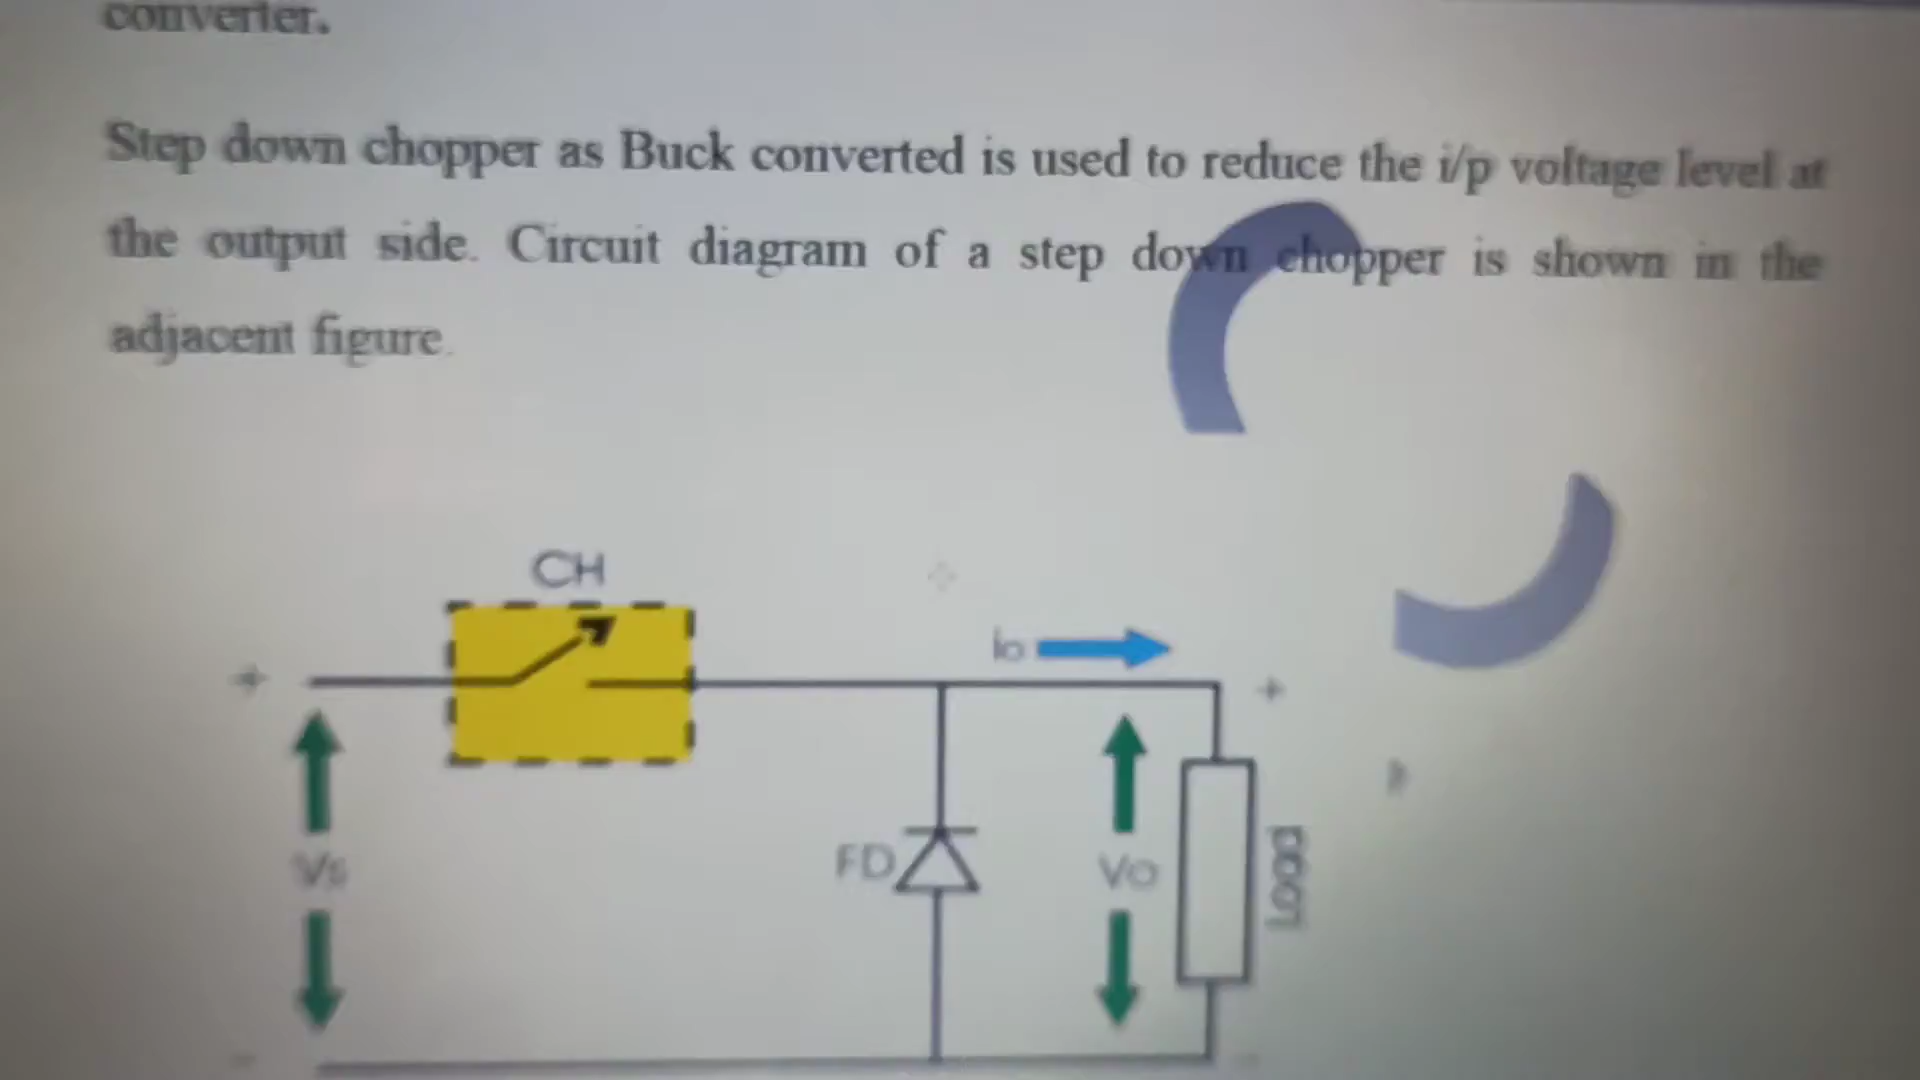 converter.
Step down chopper as Buck converted is used to reduce the i/p voltage level at
the output side. Circuit diagram of a step down chopper is shown in the
adjacent figure.
CH
io
+
+
Vs
FD
Vo
Load
-